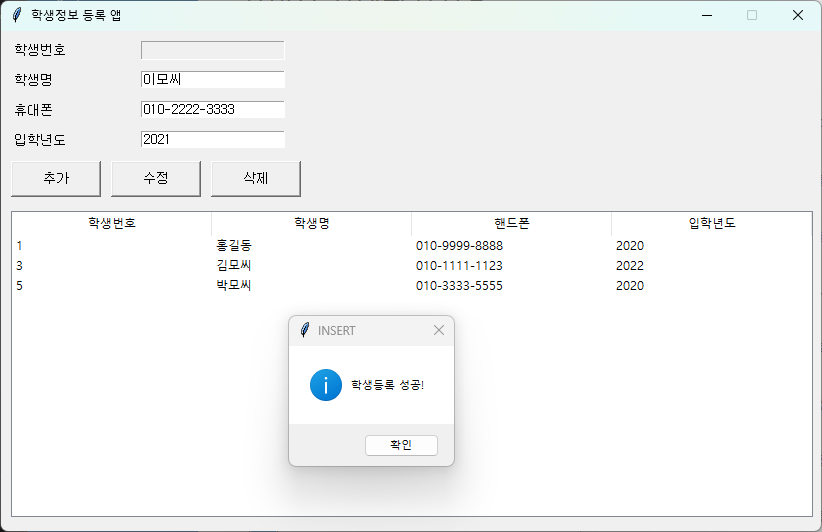 학생정보 등록 앱
학생번호
학생명 이모씨
휴대폰 010-2222-3333
입학년도 2021
추가 수정 삭제
학생번호 학생명 핸드폰 입학년도
1 홍길동 010-9999-8888 2020
3 김모씨 010-1111-1123 2022
5 박모씨 010-3333-5555 2020
INSERT
학생등록 성공!
확인